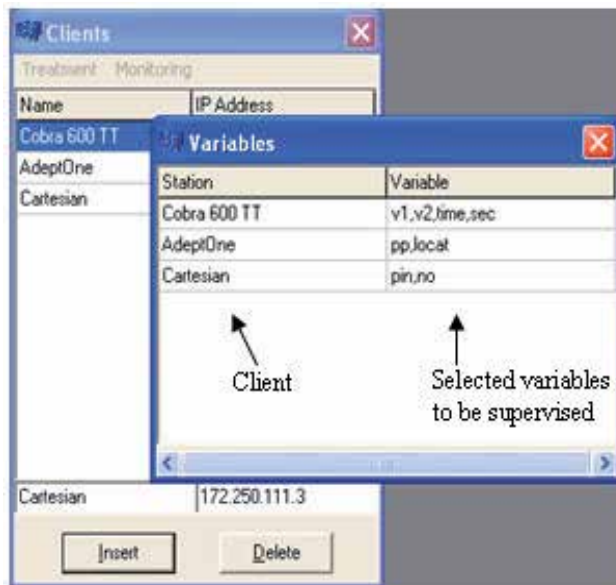 Clients
Treatment Monitoring
Name IP Address
Cobra 600 TT
AdeptOne
Cartesian
Variables
Station Variable
Cobra 600 TT v1,v2,time,sec
AdeptOne pp,locat
Cartesian pin,no
Client
Selected variables
to be supervised
Cartesian 172.250.111.3
Insert Delete